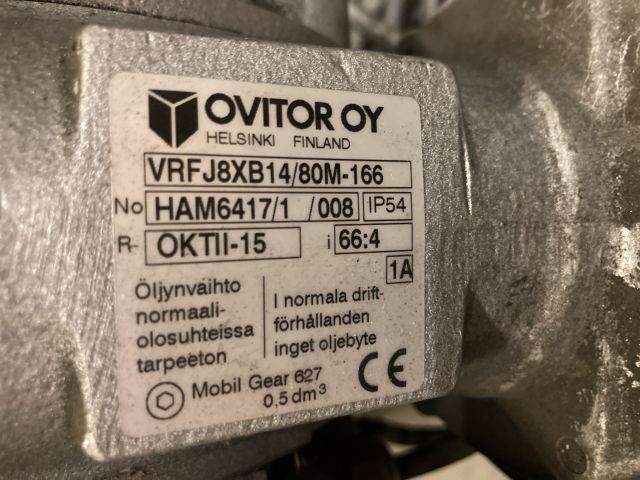 OVITOR OY
HELSINKI FINLAND
VRFJ8XB14/80M-166
No HAM6417/1 /008 IP54
R- OKTII-15 i 66:4
1A
Öljynvaihto
normaali-
olosuhteissa
tarpeeton
I normala drift-
förhållanden
inget oljebyte
Mobil Gear 627
0.5 dm³
CE